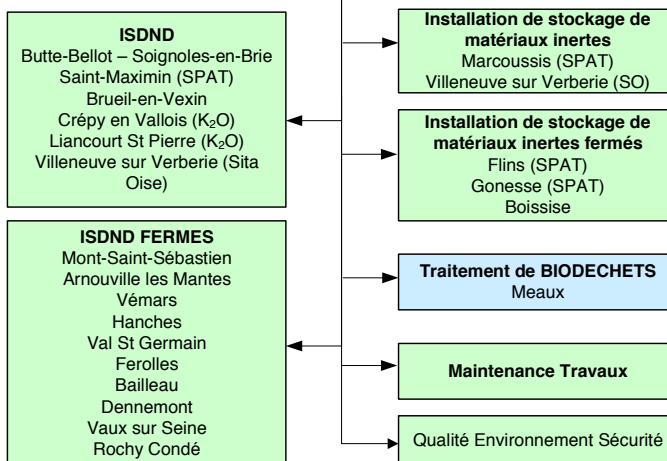 ISDND
Butte-Bellot – Soignoles-en-Brie
Saint-Maximin (SPAT)
Brueil-en-Vexin
Crépy en Vallois (K₂O)
Liancourt St Pierre (K₂O)
Villeneuve sur Verberie (Sita
Oise)
ISDND FERMES
Mont-Saint-Sébastien
Arnouville les Mantes
Vémars
Hanches
Val St Germain
Ferolles
Bailleau
Dennemont
Vaux sur Seine
Rochy Condé
Installation de stockage de
matériaux inertes
Marcoussis (SPAT)
Villeneuve sur Verberie (SO)
Installation de stockage de
matériaux inertes fermés
Flins (SPAT)
Gonesse (SPAT)
Boissise
Traitement de BIODECHETS
Meaux
Maintenance Travaux
Qualité Environnement Sécurité